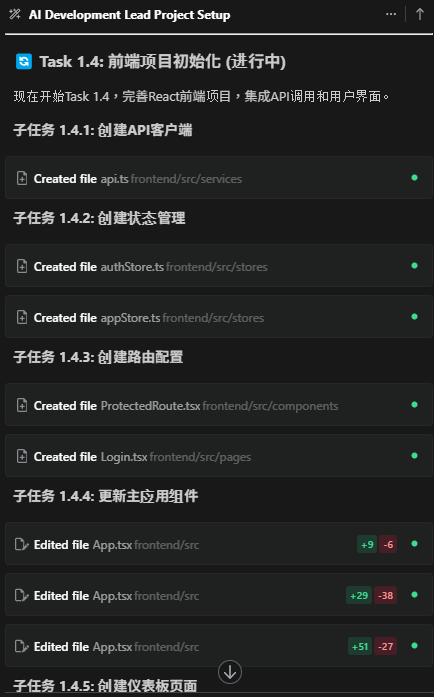 AI Development Lead Project Setup
Task 1.4: 前端项目初始化 (进行中)
现在开始Task 1.4，完善React前端项目，集成API调用和用户界面。
子任务 1.4.1: 创建API客户端
Created file api.ts frontend/src/services
子任务 1.4.2: 创建状态管理
Created file authStore.ts frontend/src/stores
Created file appStore.ts frontend/src/stores
子任务 1.4.3: 创建路由配置
Created file ProtectedRoute.tsx frontend/src/components
Created file Login.tsx frontend/src/pages
子任务 1.4.4: 更新主应用组件
Edited file App.tsx frontend/src +9 -6
Edited file App.tsx frontend/src +29 -38
Edited file App.tsx frontend/src +51 -27
子任务 1.4.5: 创建仪表板页面